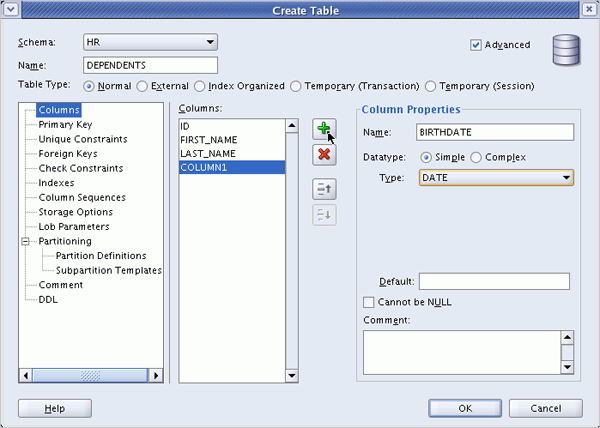 Create Table
Schema: HR
Advanced
Name: DEPENDENTS
Table Type: Normal External Index Organized Temporary (Transaction) Temporary (Session)
Columns
Primary Key
Unique Constraints
Foreign Keys
Check Constraints
Indexes
Column Sequences
Storage Options
Lob Parameters
Partitioning
Partition Definitions
Subpartition Templates
Comment
DDL
Columns:
ID
FIRST_NAME
LAST_NAME
COLUMN1
Column Properties
Name: BIRTHDATE
Datatype: Simple Complex
Type: DATE
Default:
Cannot be NULL
Comment:
Help
OK
Cancel